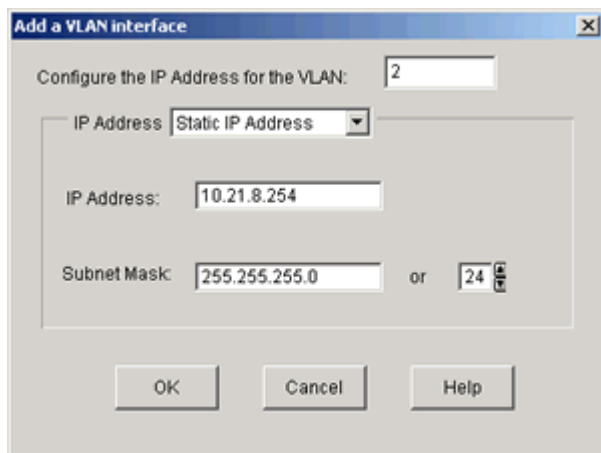 Add a VLAN interface
Configure the IP Address for the VLAN: 2
IP Address Static IP Address
IP Address: 10.21.8.254
Subnet Mask: 255.255.255.0 or 24
OK Cancel Help